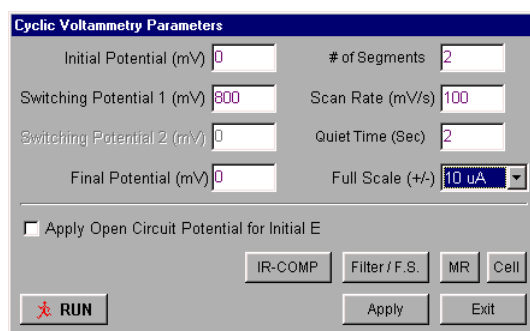 Cyclic Voltammetry Parameters
Initial Potential (mV) 0 # of Segments 2
Switching Potential 1 (mV) 800 Scan Rate (mV/s) 100
Switching Potential 2 (mV) 0 Quiet Time (Sec) 2
Final Potential (mV) 0 Full Scale (+/-) 10 uA
Apply Open Circuit Potential for Initial E
IR-COMP Filter / F.S. MR Cell
RUN Apply Exit